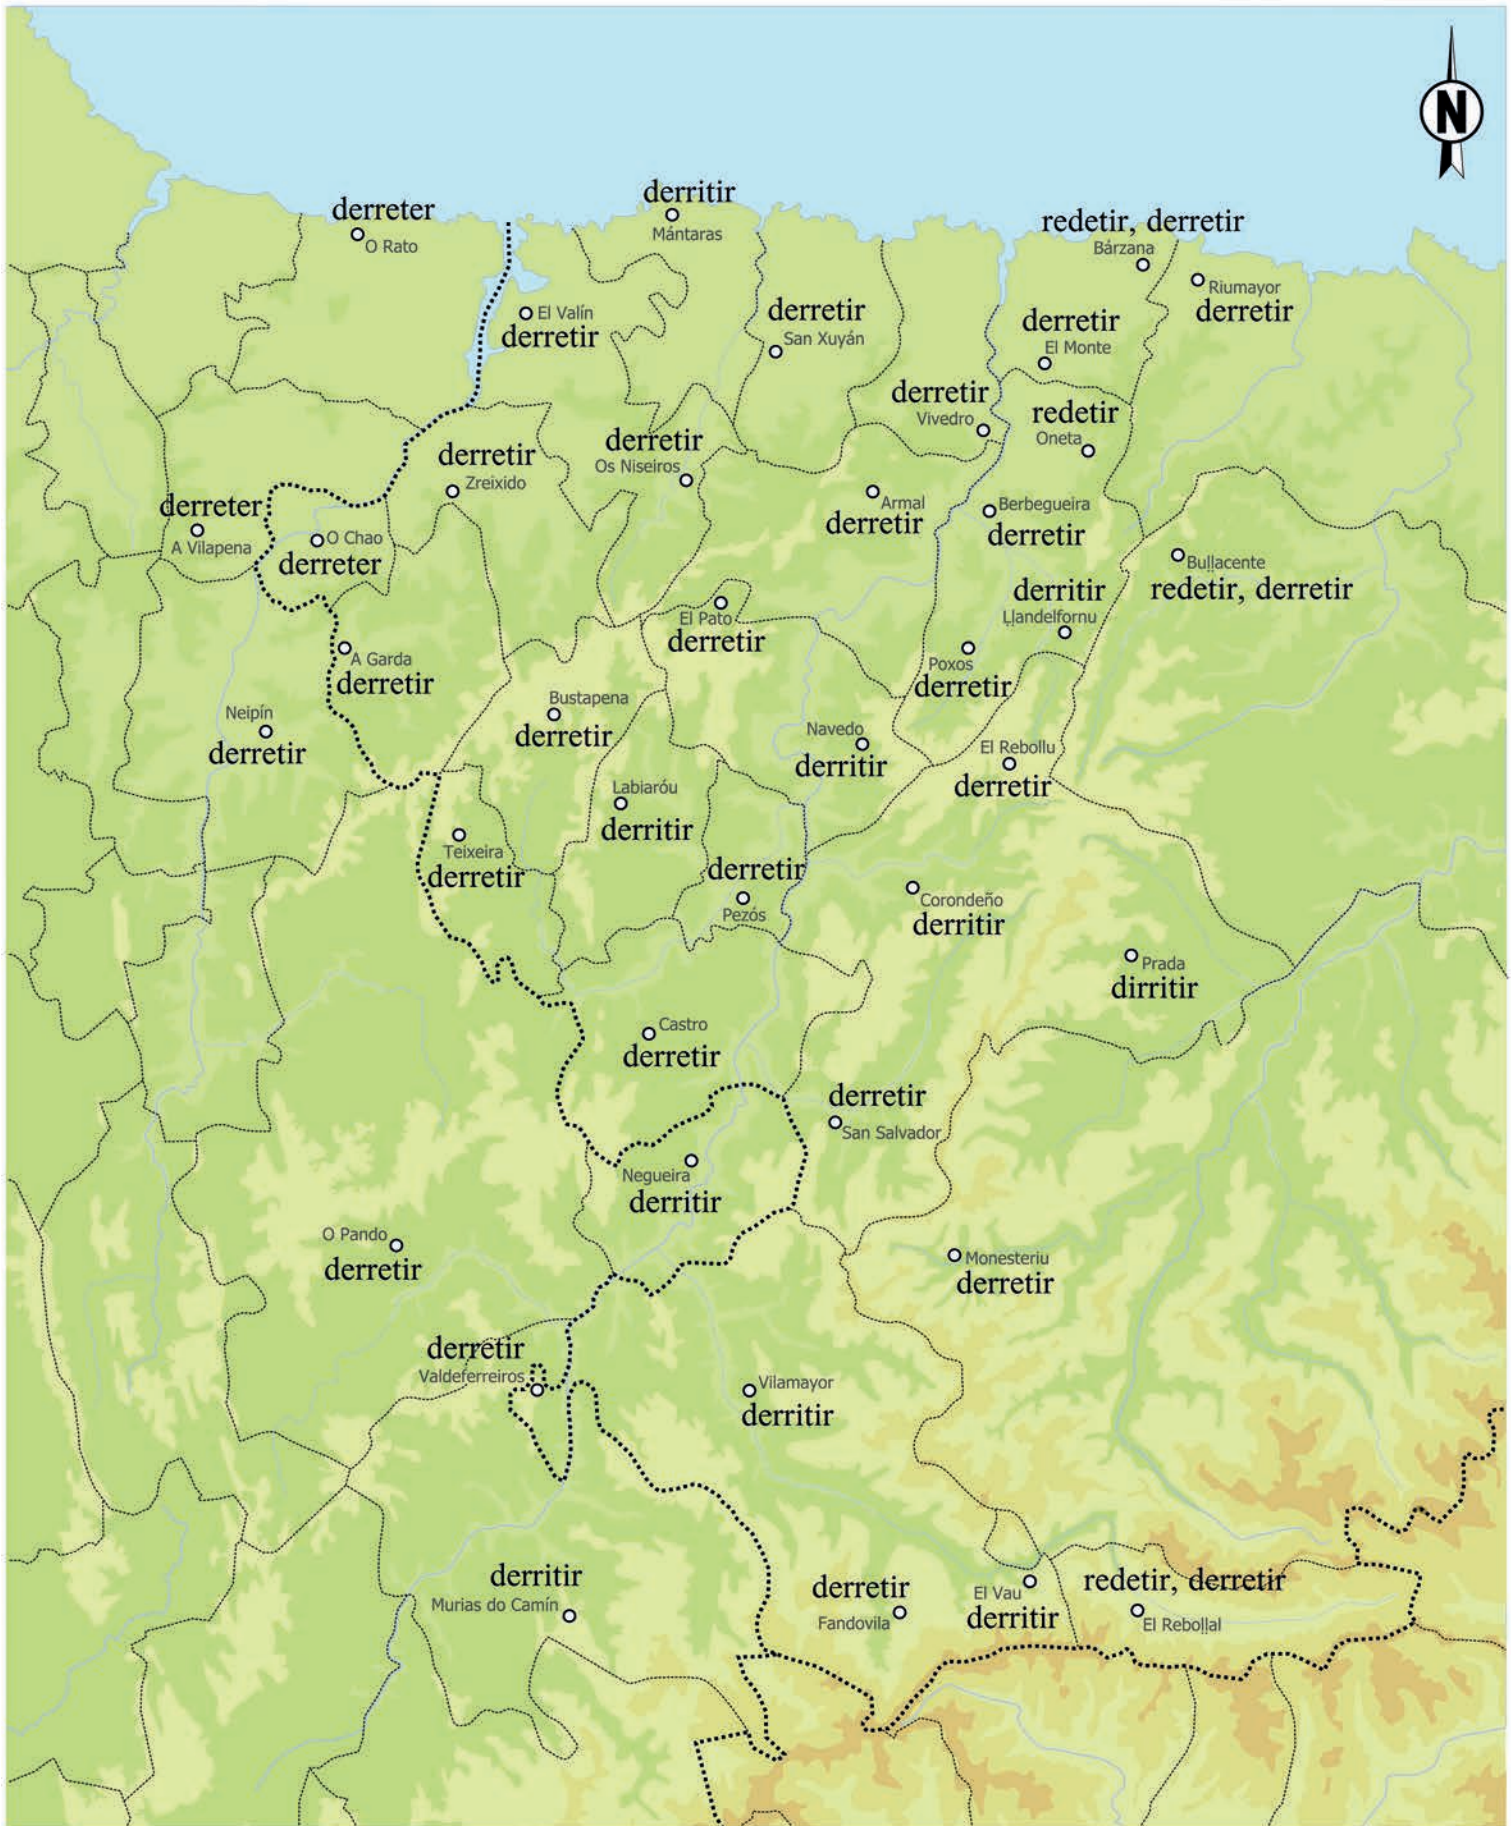 N
derritir
Mántaras
derreter
O Rato
redetir, derretir
Bárzana
Riumayor
derretir
El Valín
derretir
derretir
San Xuyán
derretir
El Monte
derretir
Vivedro
redetir
Oneta
derretir
Os Niseiros
derretir
Zreixido
derreter
A Vilapena
O Chao
derreter
Armal
derretir
Berbegueira
derretir
Buḷḷacente
redetir, derretir
derritir
Ḷḷandelfornu
El Pato
derretir
A Garda
derretir
Poxos
derretir
Neipín
derretir
Bustapena
derretir
Navedo
derritir
El Rebollu
derretir
Labiaróu
derritir
Teixeira
derretir
derretir
Pezós
Corondeño
derritir
Prada
dirritir
Castro
derretir
derretir
San Salvador
Negueira
derritir
O Pando
derretir
Monesteriu
derretir
derretir
Valdeferreiros
Vilamayor
derritir
derritir
Murias do Camín
derretir
Fandovila
El Vau
derritir
redetir, derretir
El Reboḷḷal